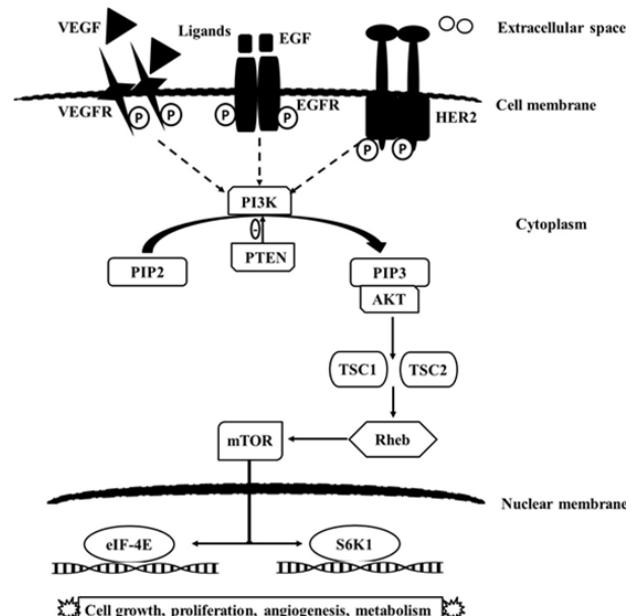 VEGF
Ligands
EGF
Extracellular space
VEGFR
P
P
P
P
EGFR
HER2
Cell membrane
P
P
PI3K
Cytoplasm
-
PTEN
PIP2
PIP3
AKT
TSC1
TSC2
mTOR
Rheb
Nuclear membrane
eIF-4E
S6K1
Cell growth, proliferation, angiogenesis, metabolism